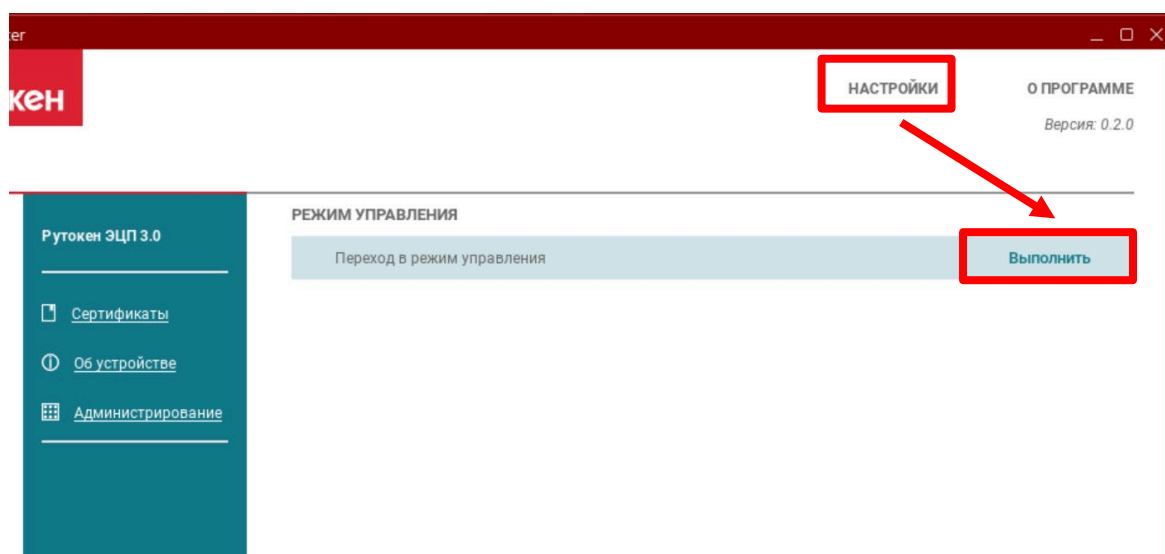 ter
кен
НАСТРОЙКИ
О ПРОГРАММЕ
Версия: 0.2.0
Рутокен ЭЦП 3.0
Сертификаты
Об устройстве
Администрирование
РЕЖИМ УПРАВЛЕНИЯ
Переход в режим управления
Выполнить